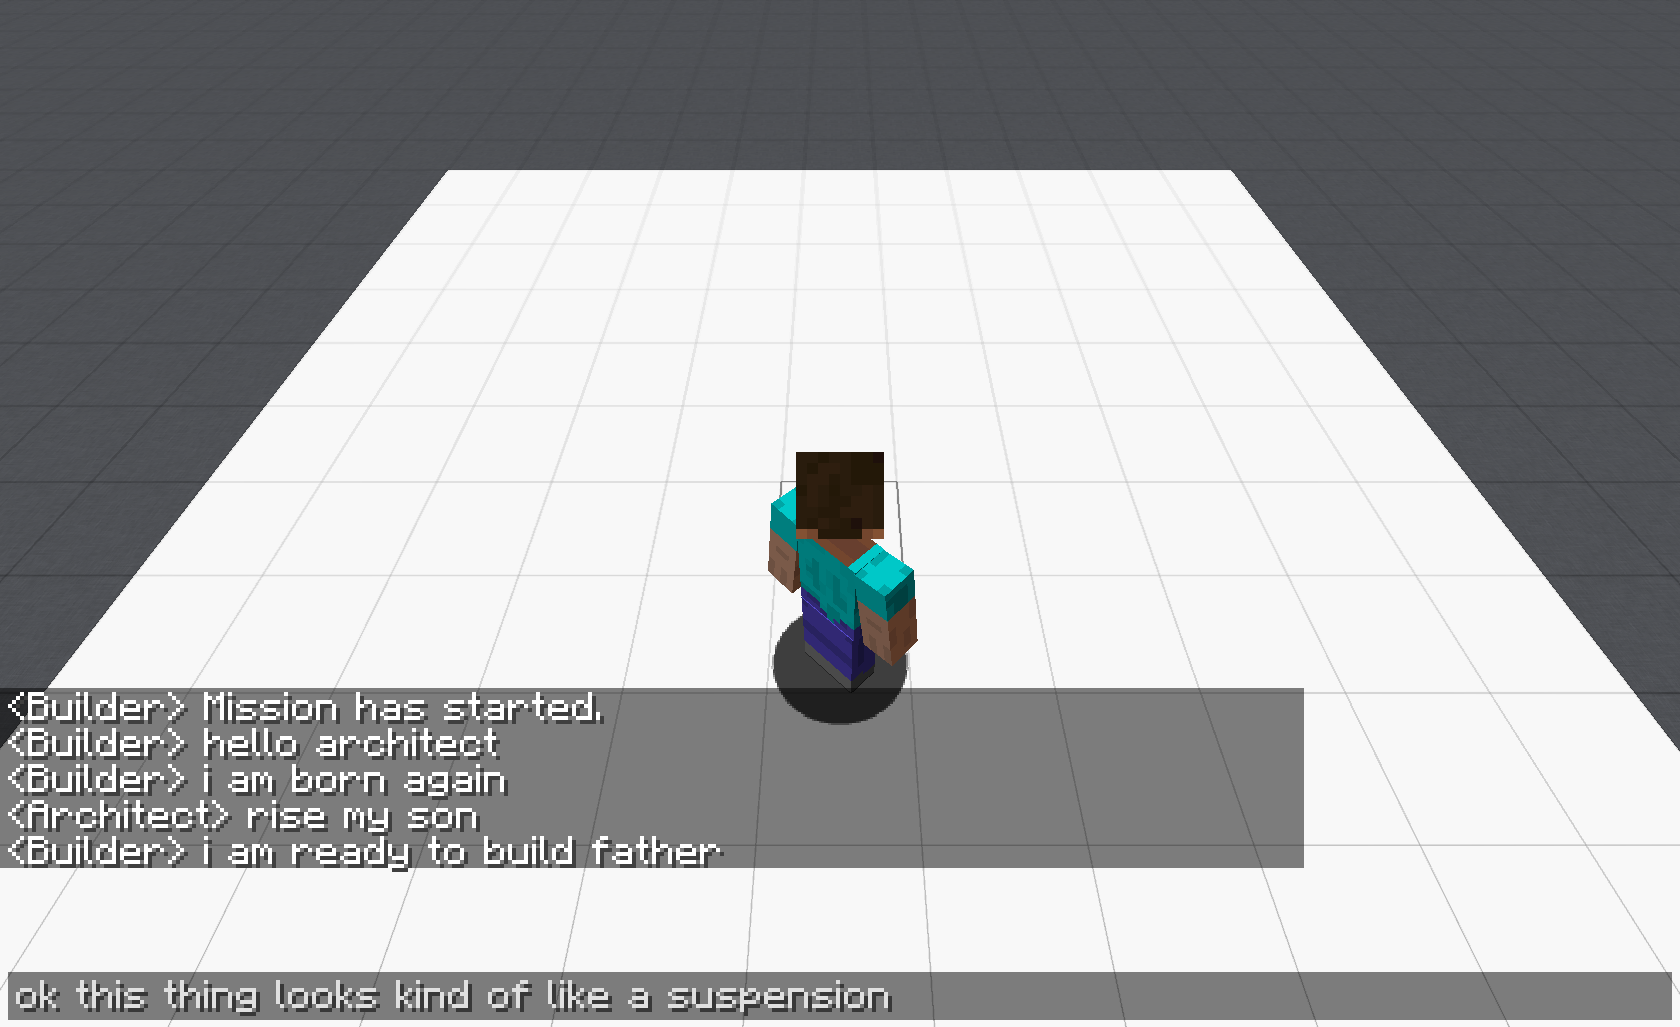 <Builder> Mission has started.
<Builder> hello architect
<Builder> i am born again
<Architect> rise my son
<Builder> i am ready to build father
ok this thing looks kind of like a suspension